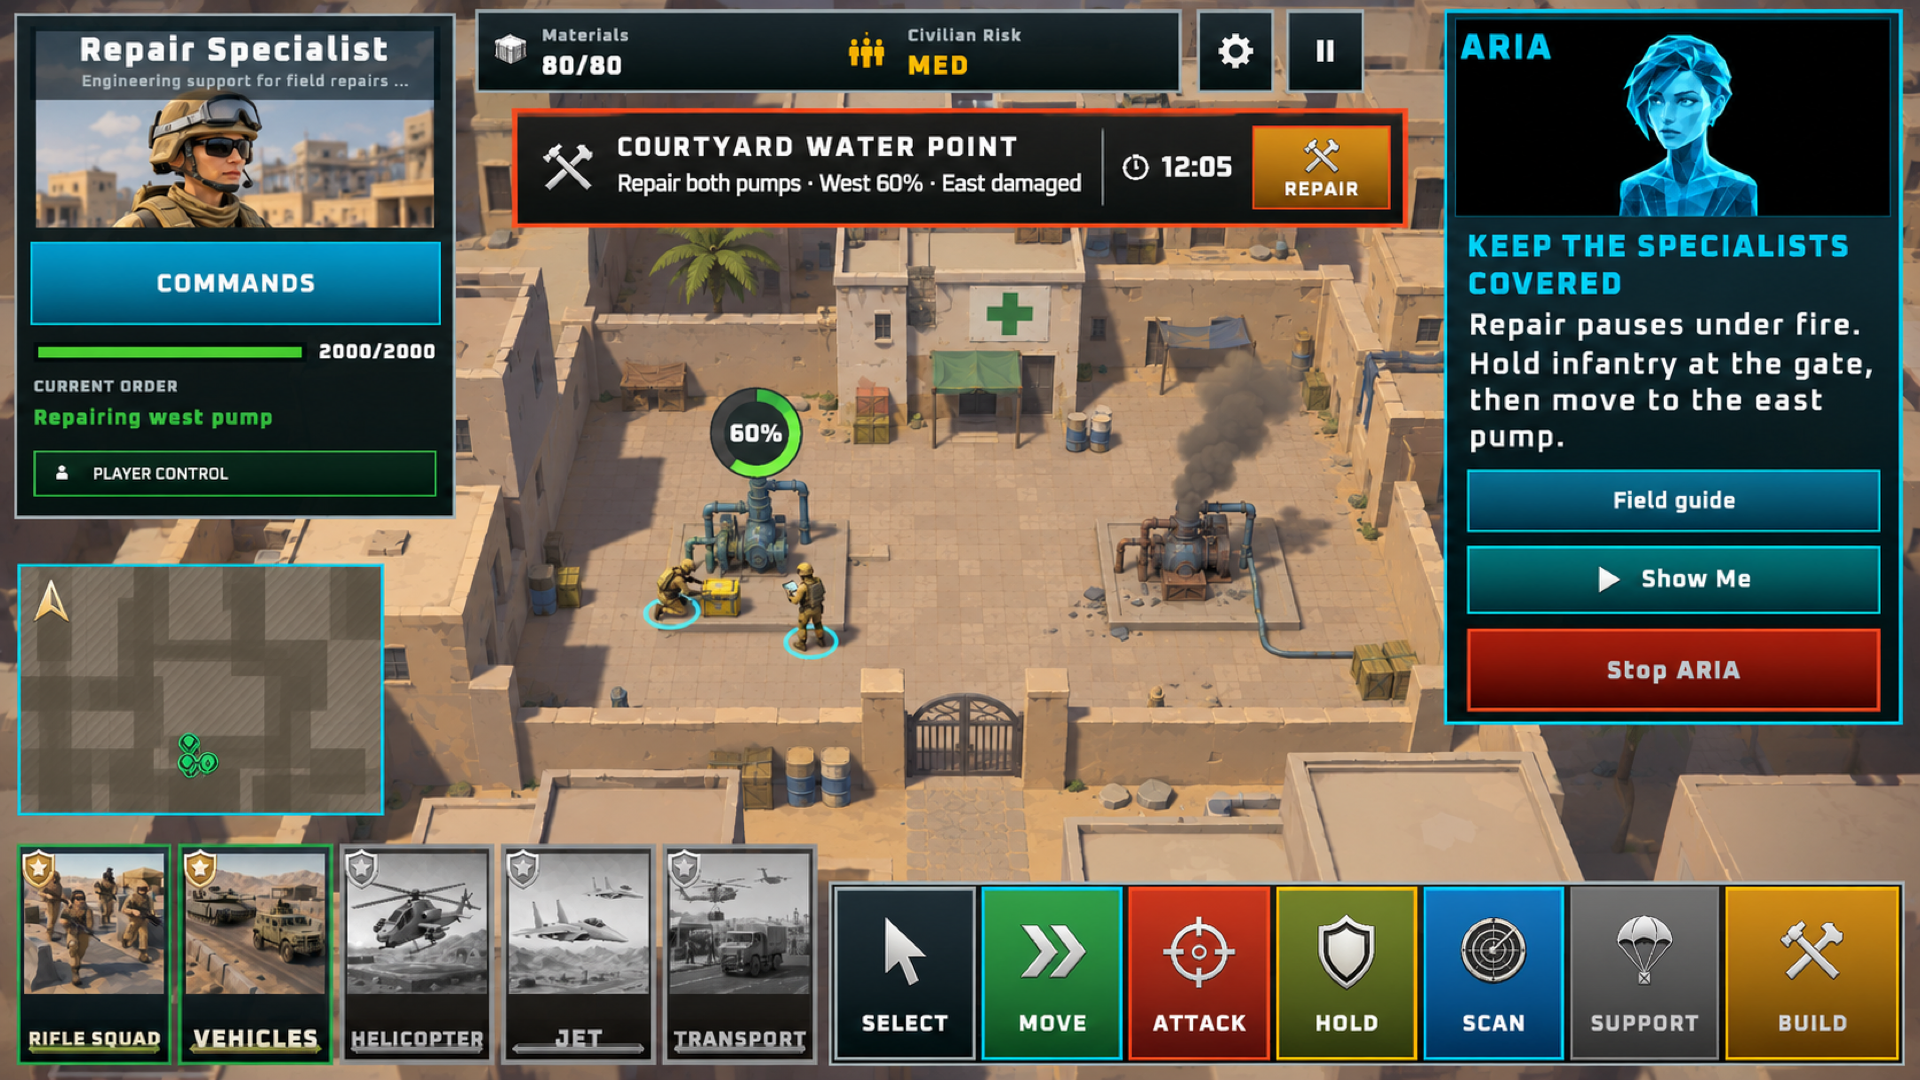 Repair Specialist
Engineering support for field repairs ...
COMMANDS
2000/2000
CURRENT ORDER
Repairing west pump
PLAYER CONTROL
Materials
80/80
Civilian Risk
MED
COURTYARD WATER POINT
Repair both pumps · West 60% · East damaged
12:05
REPAIR
60%
ARIA
KEEP THE SPECIALISTS
COVERED
Repair pauses under fire.
Hold infantry at the gate,
then move to the east
pump.
Field guide
Show Me
Stop ARIA
RIFLE SQUAD
VEHICLES
HELICOPTER
JET
TRANSPORT
SELECT
MOVE
ATTACK
HOLD
SCAN
SUPPORT
BUILD